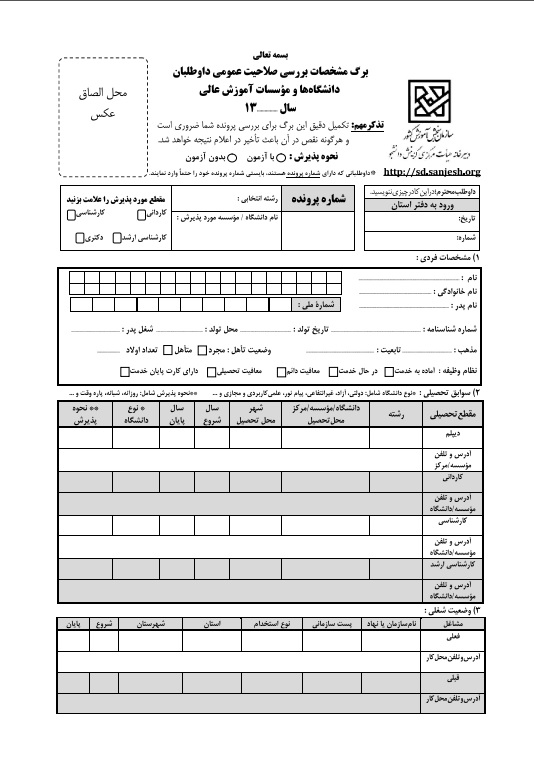 بسمه تعالی
برگ مشخصات بررسی صلاحیت عمومی داوطلبان
دانشگاه‌ها و مؤسسات آموزش عالی
سال ........ ۱۳
محل الصاق
عکس
تذکرمهم: تکمیل دقیق این برگ برای بررسی پرونده شما ضروری است
و هرگونه نقص در آن باعث تأخیر در اعلام نتیجه خواهد شد.
نحوه پذیرش : با آزمون بدون آزمون
سازمان سنجش آموزش کشور
دبیرخانه هیأت مرکزی گزینش دانشجو
http://sd.sanjesh.org
*داوطلبانی که دارای شماره پرونده هستند، بایستی شماره پرونده خود را حتماً وارد نمایند.
داوطلب محترم: در این کادر چیزی ننویسید.
ورود به دفتر استان
تاریخ:
شماره:
شماره پرونده
رشته انتخابی :
نام دانشگاه / مؤسسه مورد پذیرش :
مقطع مورد پذیرش را علامت بزنید
کاردانی کارشناسی
کارشناسی ارشد دکتری
۱) مشخصات فردی :
نام :
نام خانوادگی :
نام پدر :
شمارهٔ ملی :
شماره شناسنامه : تاریخ تولد : محل تولد : شغل پدر :
مذهب : تابعیت : وضعیت تأهل : مجرد متأهل تعداد اولاد
نظام وظیفه : آماده به خدمت در حال خدمت معافیت دائم معافیت تحصیلی دارای کارت پایان خدمت
۲) سوابق تحصیلی : *نوع دانشگاه شامل: دولتی، آزاد، غیرانتفاعی، پیام نور، علمی‌کاربردی و مجازی و ... **نحوه پذیرش شامل: روزانه، شبانه، پاره وقت و ...
مقطع تحصیلی رشته دانشگاه/مؤسسه/مرکز محل تحصیل شهر محل تحصیل سال شروع سال پایان * نوع دانشگاه ** نحوه پذیرش
دیپلم
آدرس و تلفن
مؤسسه/مرکز
کاردانی
آدرس و تلفن
مؤسسه/دانشگاه
کارشناسی
آدرس و تلفن
مؤسسه/دانشگاه
کارشناسی ارشد
آدرس و تلفن
مؤسسه/دانشگاه
۳) وضعیت شغلی :
مشاغل نام سازمان یا نهاد پست سازمانی نوع استخدام استان شهرستان شروع پایان
فعلی
آدرس و تلفن محل کار
قبلی
آدرس و تلفن محل کار